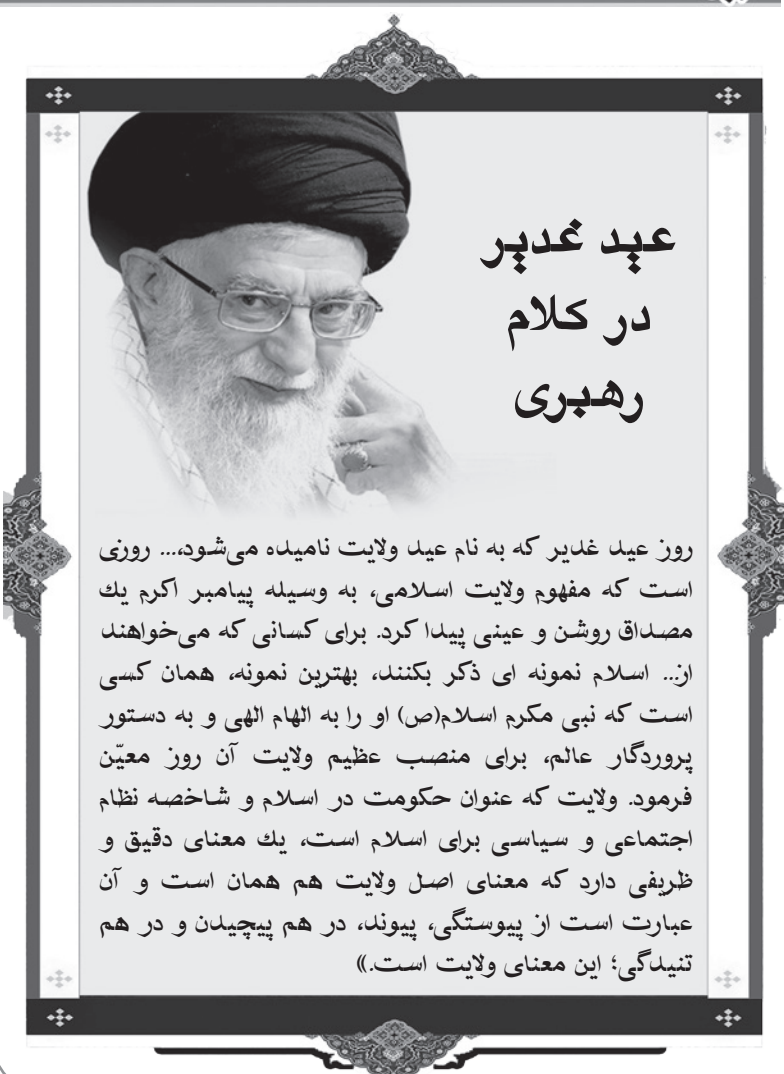 عید غدیر
در کلام
رهبری
روز عید غدیر که به نام عید ولایت نامیده می‌شود،... روزی
است که مفهوم ولایت اسلامی، به وسیله پیامبر اکرم یك
مصداق روشن و عینی پیدا کرد. برای کسانی که می‌خواهند
از... اسلام نمونه ای ذکر بکنند، بهترین نمونه، همان کسی
است که نبی مکرم اسلام(ص) او را به الهام الهی و به دستور
پروردگار عالم، برای منصب عظیم ولایت آن روز معیّن
فرمود. ولایت که عنوان حکومت در اسلام و شاخصه نظام
اجتماعی و سیاسی برای اسلام است، یك معنای دقیق و
ظریفی دارد که معنای اصل ولایت هم همان است و آن
عبارت است از پیوستگی، پیوند، در هم پیچیدن و در هم
تنیدگی؛ این معنای ولایت است.»